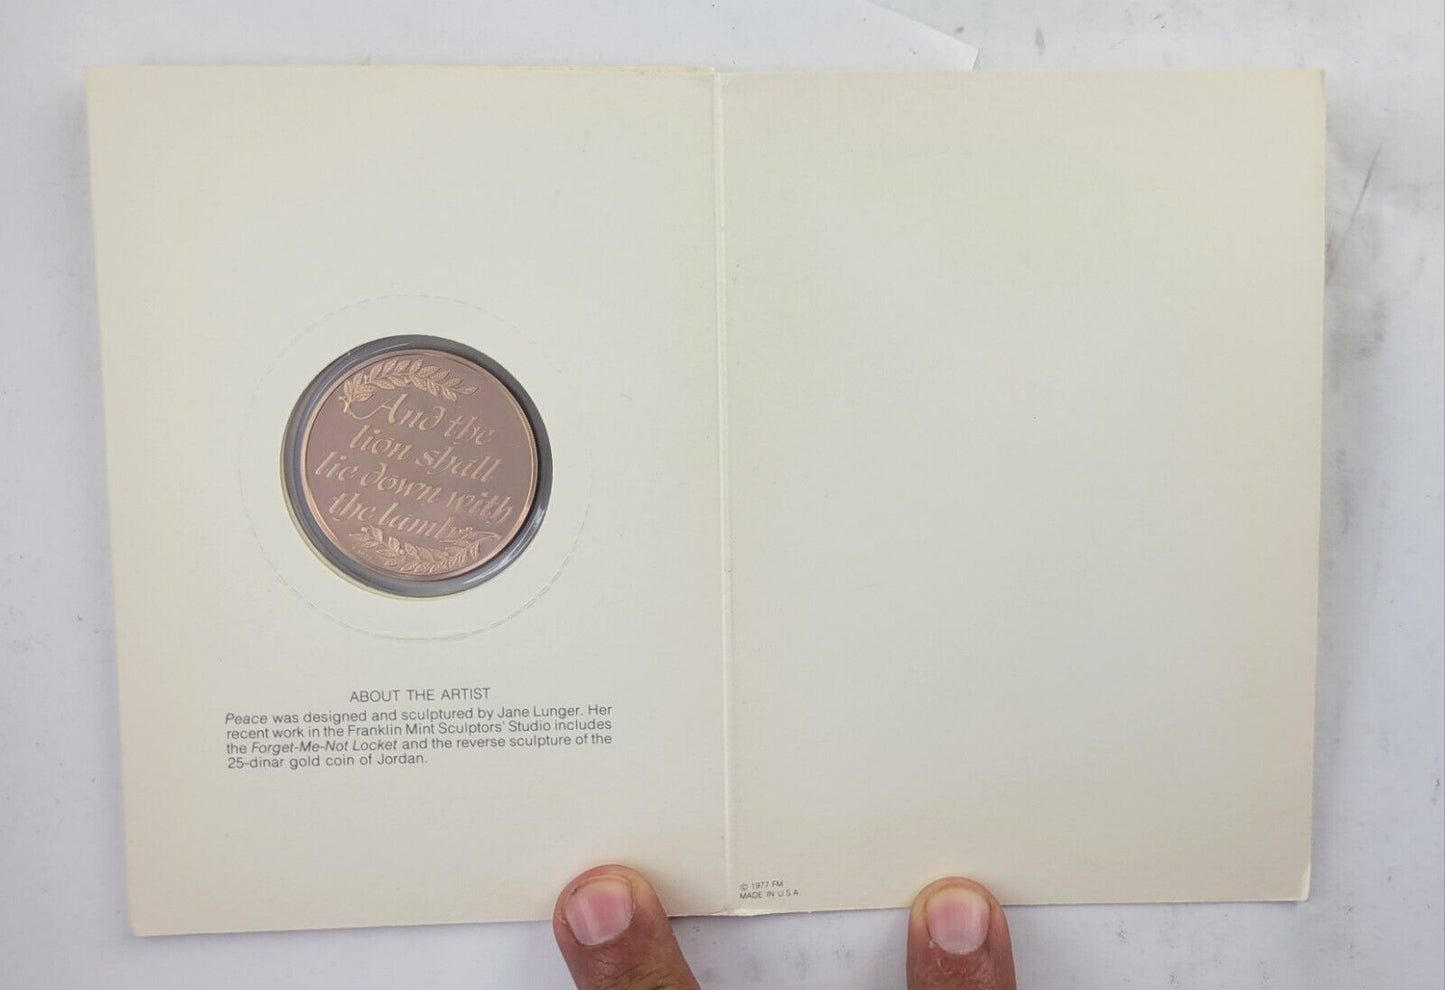 And the
lion shall
lie down with
the lamb
ABOUT THE ARTIST
Peace was designed and sculptured by Jane Lunger. Her
recent work in the Franklin Mint Sculptors' Studio includes
the Forget-Me-Not Locket and the reverse sculpture of the
25-dinar gold coin of Jordan.
© 1977 FM
MADE IN U.S.A.